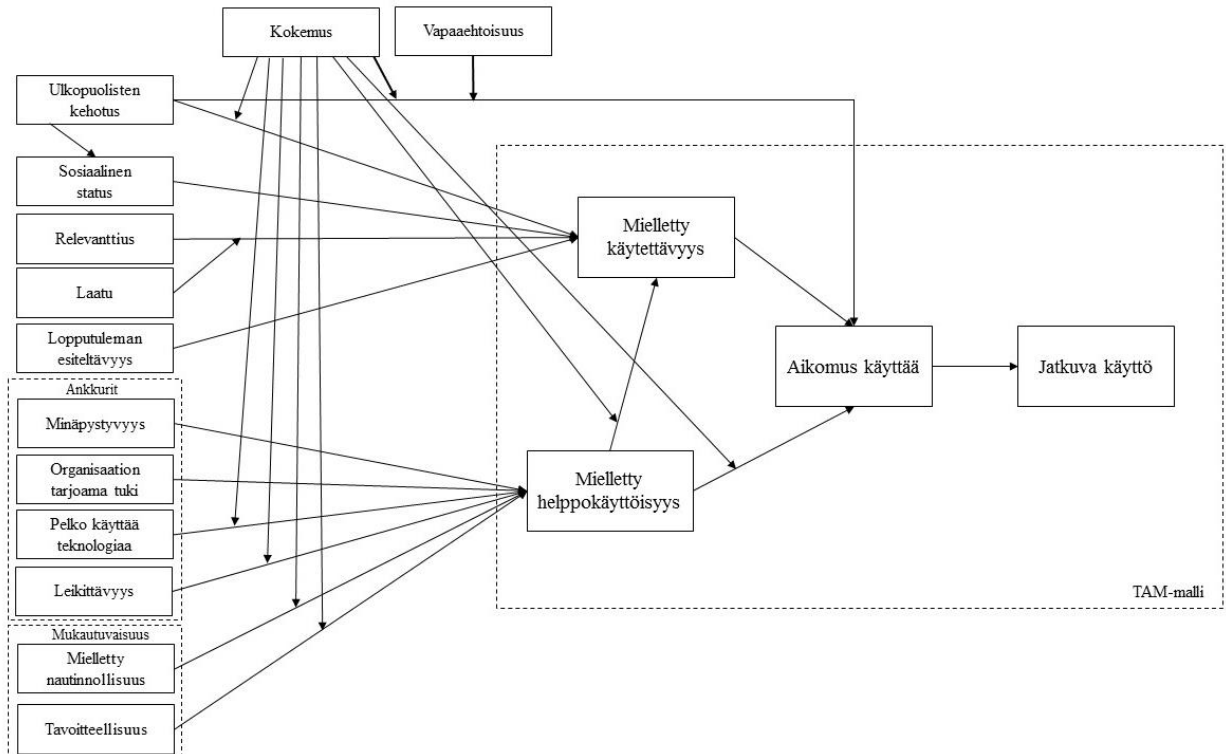 Kokemus
Vapaaehtoisuus
Ulkopuolisten
kehotus
Sosiaalinen
status
Relevanttius
Laatu
Lopputuleman
esiteltävyys
Ankkurit
Minäpystyvyys
Organisaation
tarjoama tuki
Pelko käyttää
teknologiaa
Leikittävyys
Mukautuvaisuus
Mielletty
nautinnollisuus
Tavoitteellisuus
Mielletty
käytettävyys
Mielletty
helppokäyttöisyys
Aikomus käyttää
Jatkuva käyttö
TAM-malli